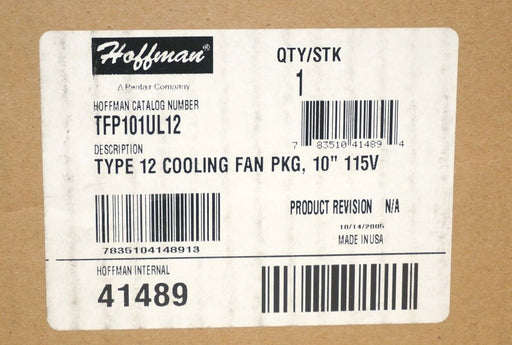 Hoffman®
A Pentair Company
QTY/STK
1
HOFFMAN CATALOG NUMBER
TFP101UL12
7 83510 41489 4
DESCRIPTION
TYPE 12 COOLING FAN PKG, 10" 115V
7835104148913
PRODUCT REVISION N/A
10/14/2005
MADE IN USA
HOFFMAN INTERNAL
41489